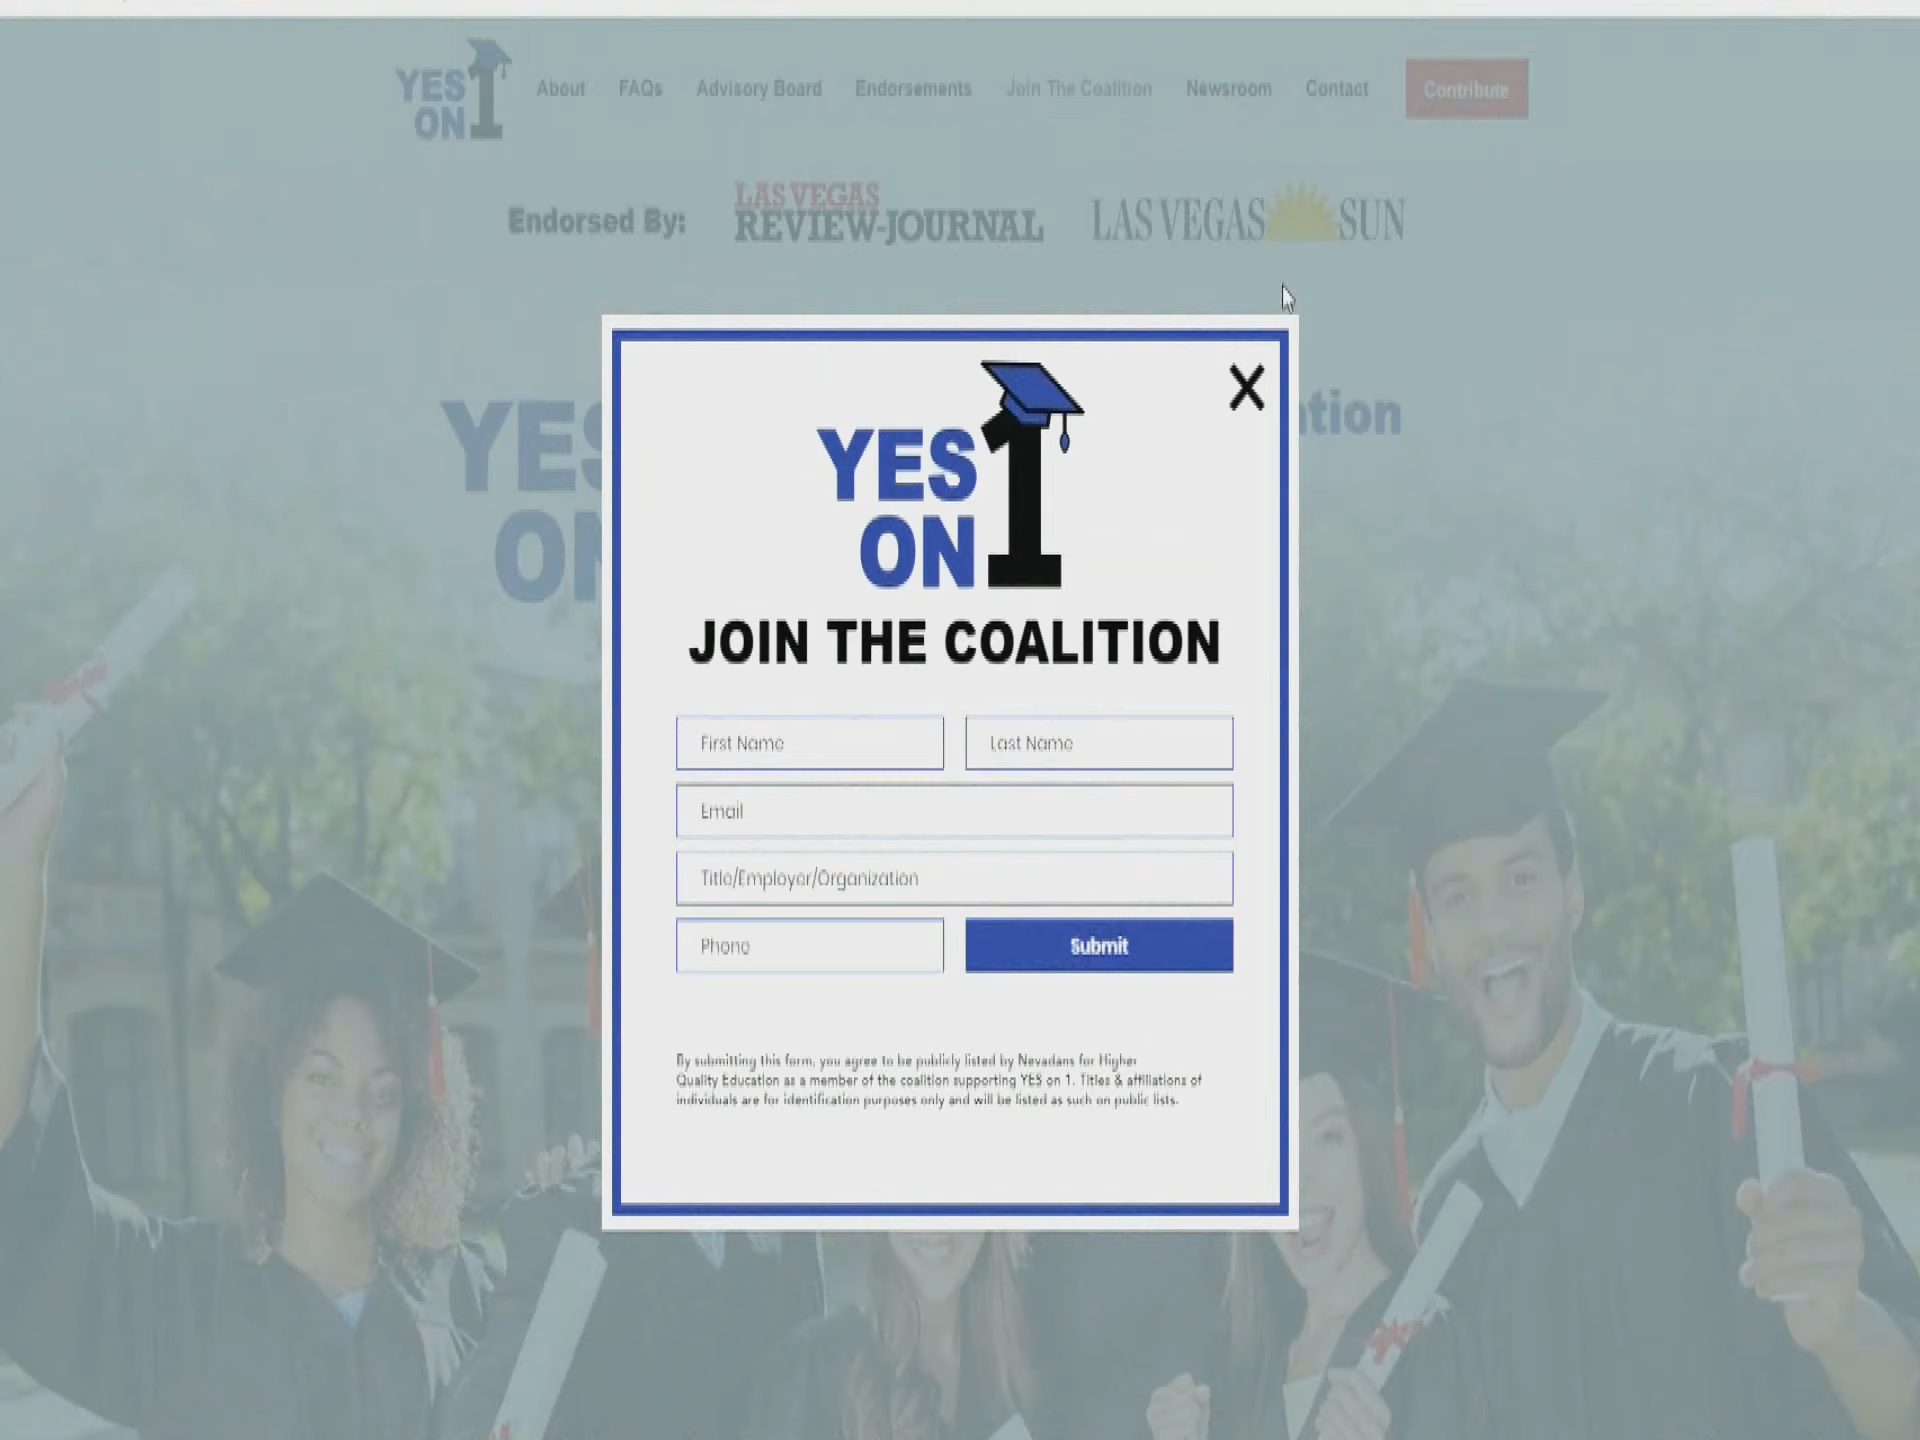 YES
ON 1
About FAQs Advisory Board Endorsements Join The Coalition Newsroom Contact Contribute
Endorsed By: LAS VEGAS REVIEW-JOURNAL LAS VEGAS SUN
YES
ON 1
X
JOIN THE COALITION
First Name Last Name
Email
Title/Employer/Organization
Phone Submit
By submitting this form, you agree to be publicly listed by Nevadans for Higher
Quality Education as a member of the coalition supporting YES on 1. Titles & affiliations of
individuals are for identification purposes only and will be listed as such on public lists.